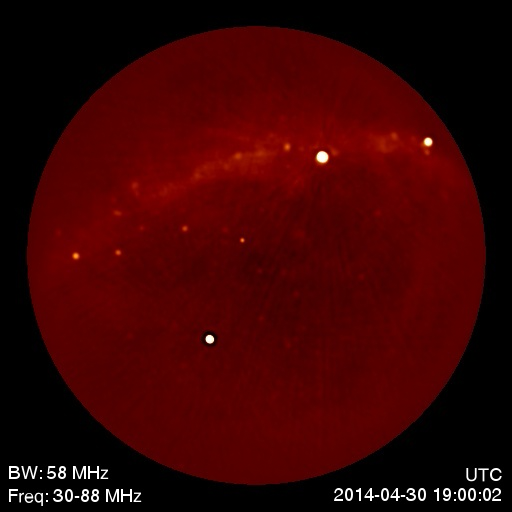 BW: 58 MHz
Freq: 30-88 MHz
UTC
2014-04-30 19:00:02